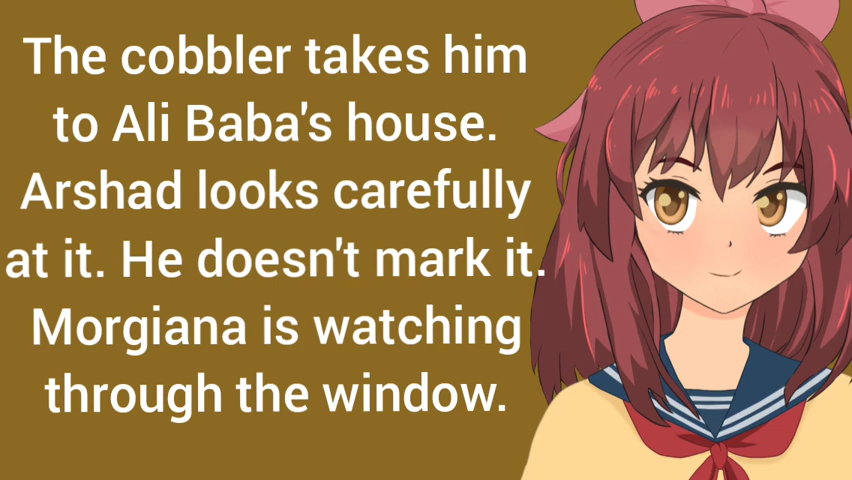 The cobbler takes him
to Ali Baba's house.
Arshad looks carefully
at it. He doesn't mark it.
Morgiana is watching
through the window.